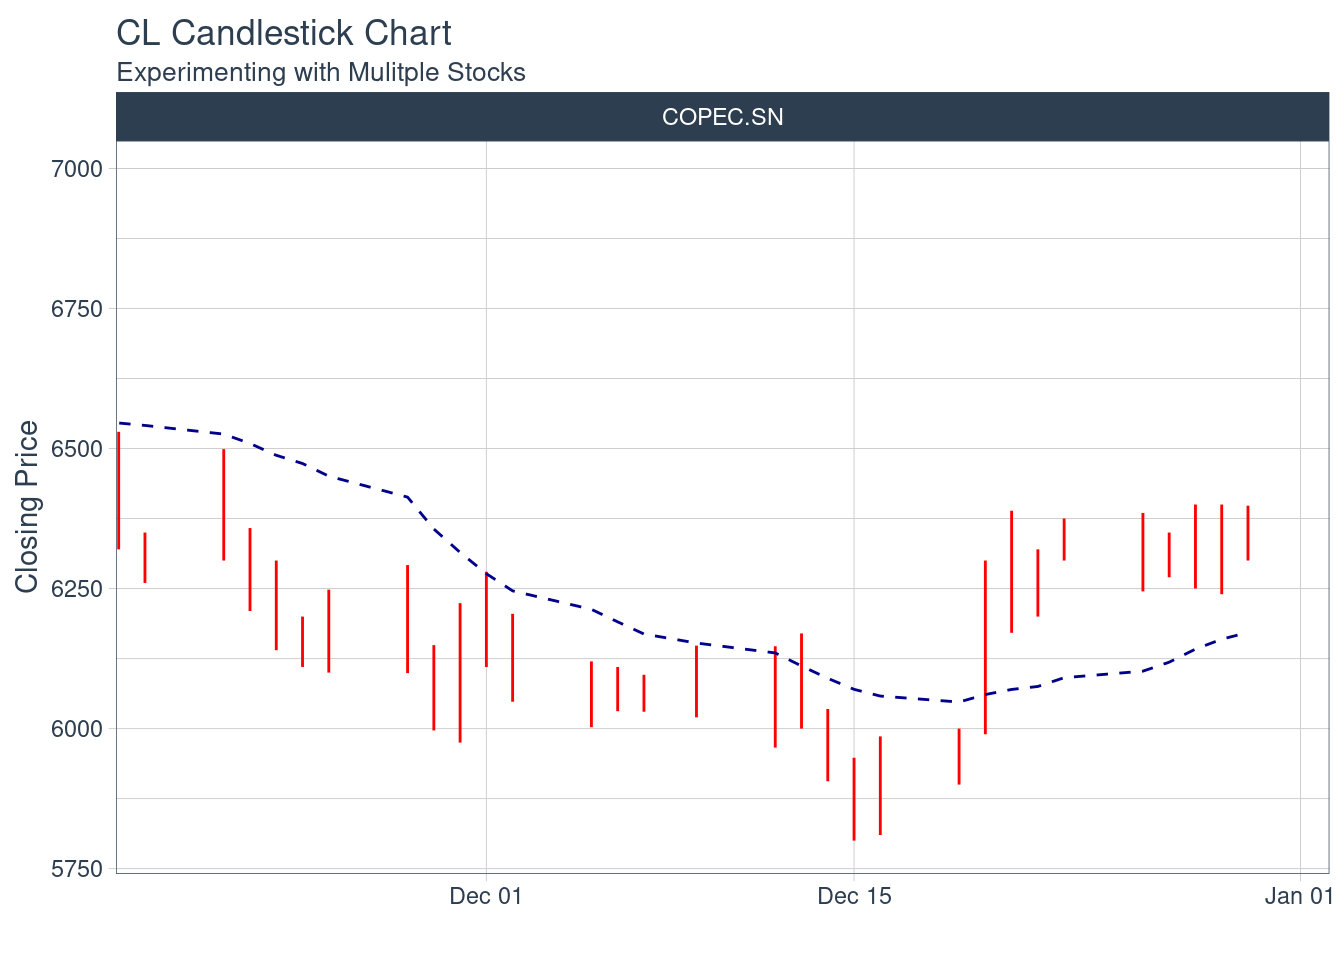 CL Candlestick Chart
Experimenting with Mulitple Stocks
COPEC.SN
7000
6750
6500
6250
6000
5750
Closing Price
Dec 01
Dec 15
Jan 01